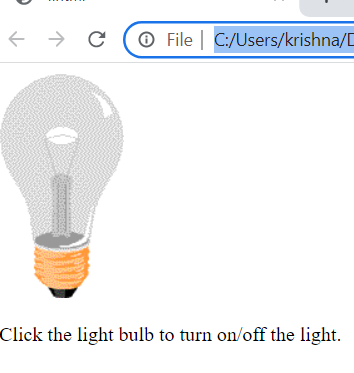 File
C:/Users/krishna/D
Click the light bulb to turn on/off the light.